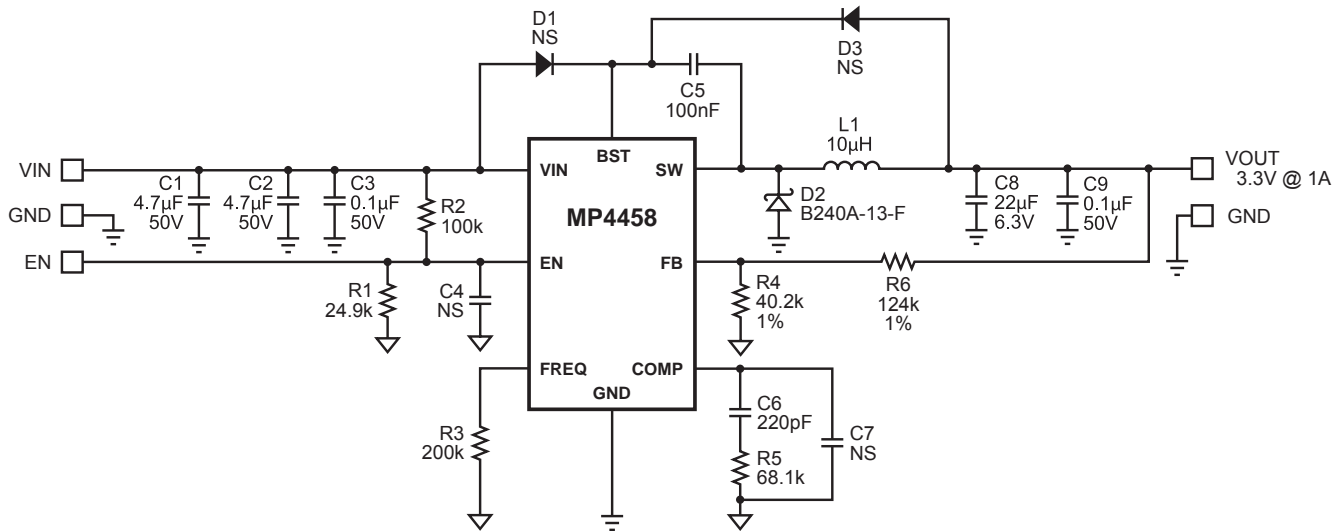 D1
NS
D3
NS
C5
100nF
L1
10µH
VIN
GND
EN
C1
4.7µF
50V
C2
4.7µF
50V
C3
0.1µF
50V
R2
100k
R1
24.9k
C4
NS
R3
200k
BST
VIN
SW
MP4458
EN
FB
FREQ
COMP
GND
D2
B240A-13-F
C8
22µF
6.3V
C9
0.1µF
50V
VOUT
3.3V @ 1A
GND
R4
40.2k
1%
R6
124k
1%
C6
220pF
R5
68.1k
C7
NS